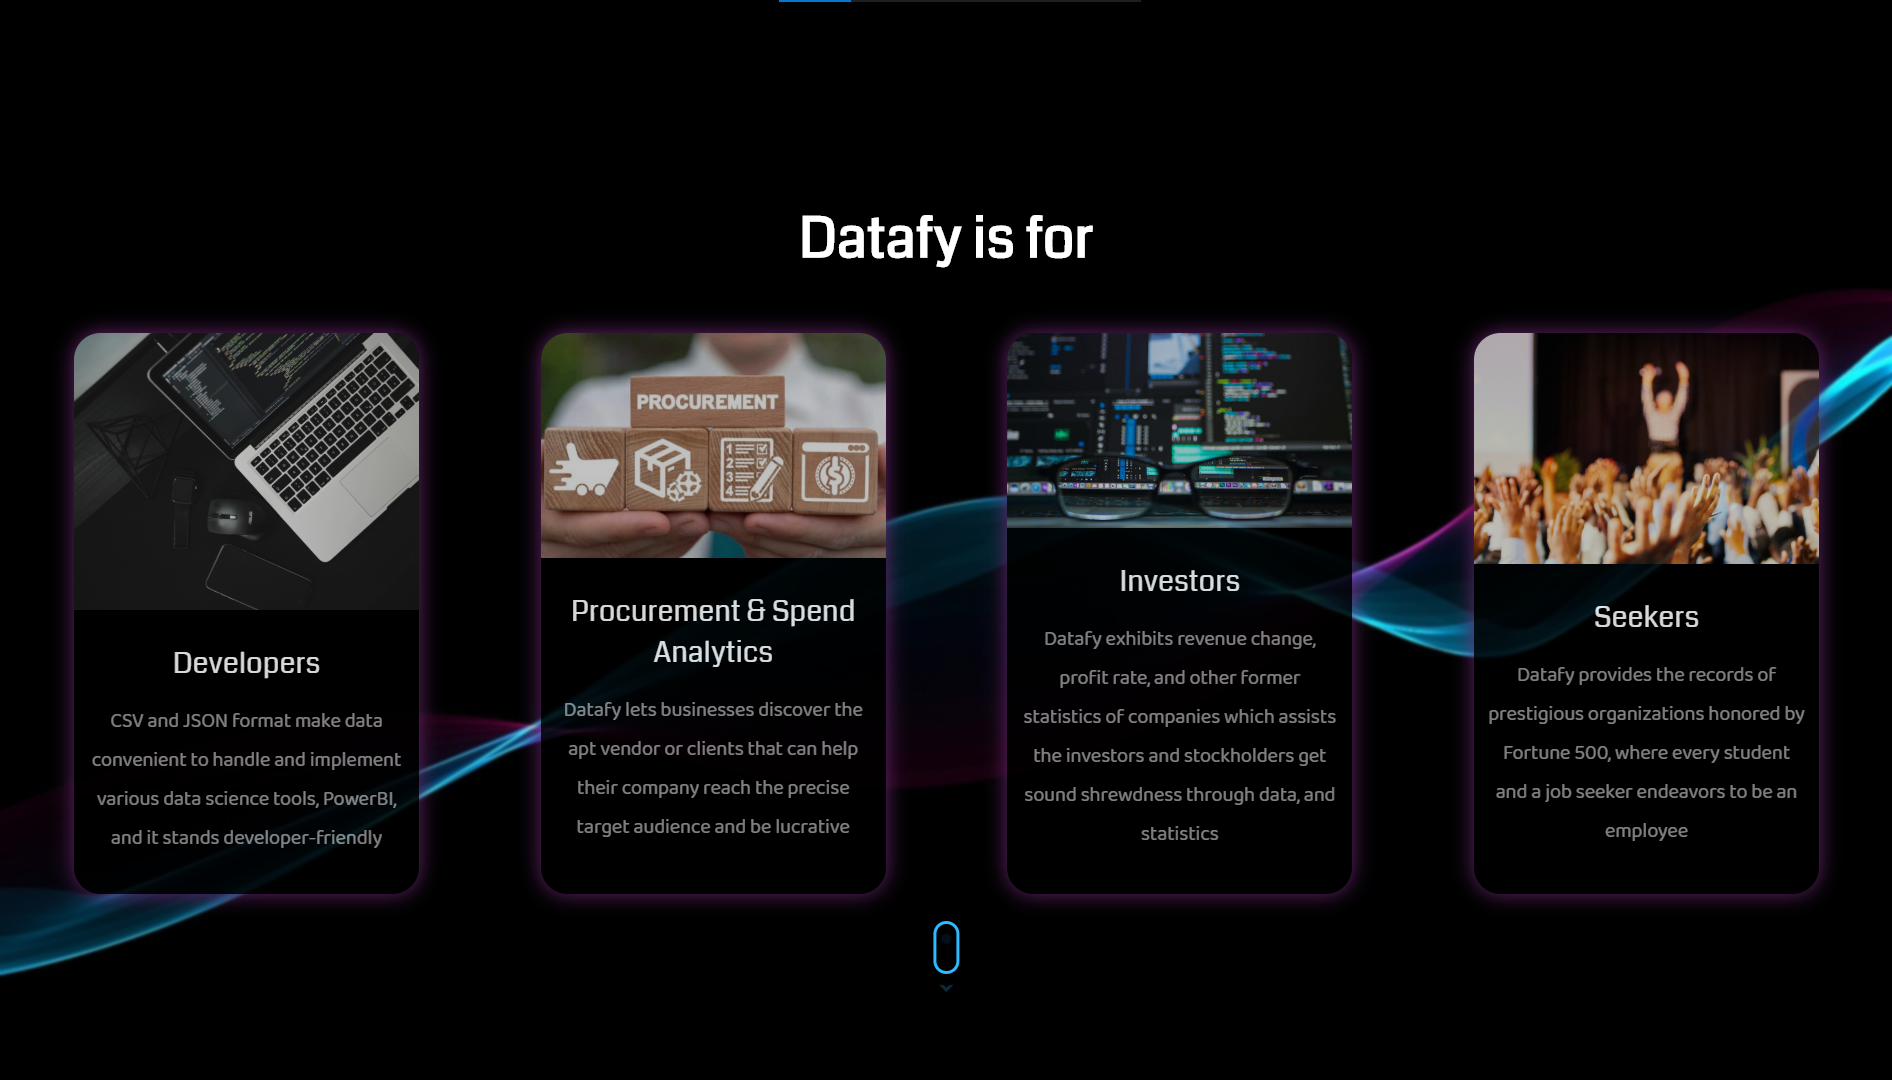 Datafy is for
PROCUREMENT
1
2
3
4
Developers
CSV and JSON format make data
convenient to handle and implement
various data science tools, PowerBI,
and it stands developer-friendly
Procurement & Spend
Analytics
Datafy lets businesses discover the
apt vendor or clients that can help
their company reach the precise
target audience and be lucrative
Investors
Datafy exhibits revenue change,
profit rate, and other former
statistics of companies which assists
the investors and stockholders get
sound shrewdness through data, and
statistics
Seekers
Datafy provides the records of
prestigious organizations honored by
Fortune 500, where every student
and a job seeker endeavors to be an
employee